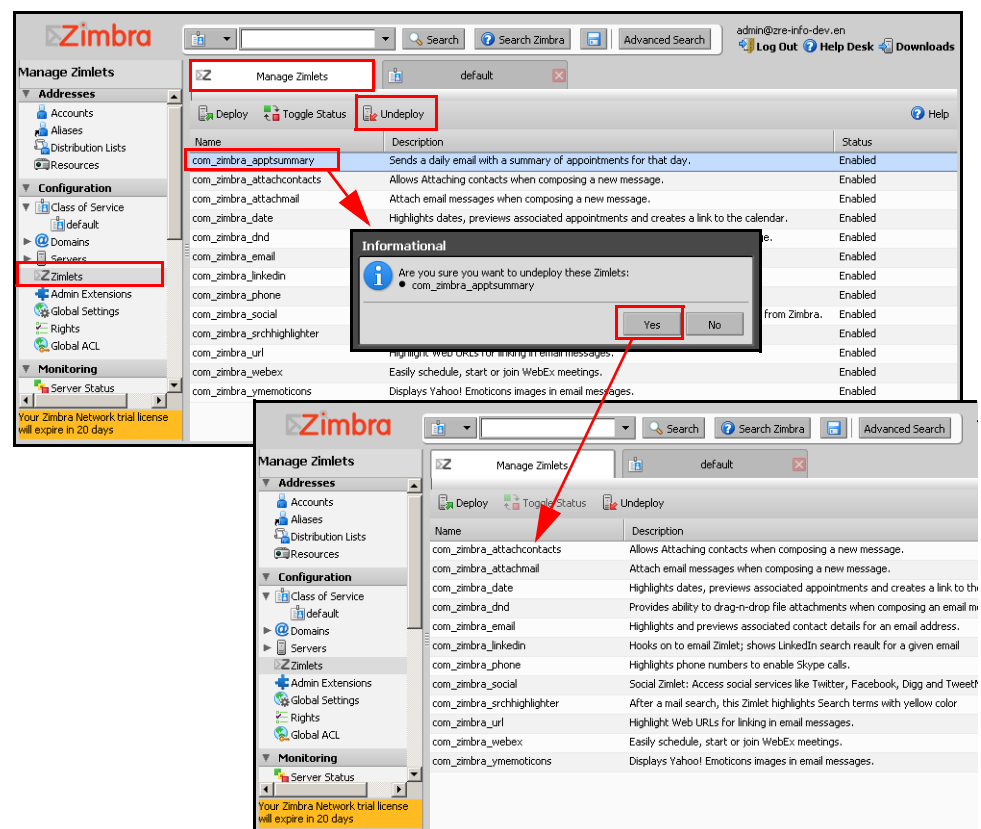 Zimbra
Search
Search Zimbra
Advanced Search
admin@zre-info-dev.en
Log Out Help Desk Downloads
Manage Zimlets
Manage Zimlets
default
Addresses
Accounts
Aliases
Distribution Lists
Resources
Configuration
Class of Service
default
Domains
Servers
Zimlets
Admin Extensions
Global Settings
Rights
Global ACL
Monitoring
Server Status
Your Zimbra Network trial license
will expire in 20 days
Deploy Toggle Status Undeploy Help
Name Description Status
com_zimbra_apptsummary Sends a daily email with a summary of appointments for that day. Enabled
com_zimbra_attachcontacts Allows Attaching contacts when composing a new message. Enabled
com_zimbra_attachmail Attach email messages when composing a new message. Enabled
com_zimbra_date Highlights dates, previews associated appointments and creates a link to the calendar. Enabled
com_zimbra_dnd ge. Enabled
com_zimbra_email Enabled
com_zimbra_linkedin Enabled
com_zimbra_phone Enabled
com_zimbra_social from Zimbra. Enabled
com_zimbra_srchhighlighter Enabled
com_zimbra_url Highlight Web URLs for linking in email messages. Enabled
com_zimbra_webex Easily schedule, start or join WebEx meetings. Enabled
com_zimbra_ymemoticons Displays Yahoo! Emoticons images in email messages. Enabled
Informational
Are you sure you want to undeploy these Zimlets:
● com_zimbra_apptsummary
Yes No
Zimbra
Search
Search Zimbra
Advanced Search
Manage Zimlets
Manage Zimlets
default
Addresses
Accounts
Aliases
Distribution Lists
Resources
Configuration
Class of Service
default
Domains
Servers
Zimlets
Admin Extensions
Global Settings
Rights
Global ACL
Monitoring
Server Status
Your Zimbra Network trial license
will expire in 20 days
Deploy Toggle Status Undeploy
Name Description
com_zimbra_attachcontacts Allows Attaching contacts when composing a new message.
com_zimbra_attachmail Attach email messages when composing a new message.
com_zimbra_date Highlights dates, previews associated appointments and creates a link to the
com_zimbra_dnd Provides ability to drag-n-drop file attachments when composing an email
com_zimbra_email Highlights and previews associated contact details for an email address.
com_zimbra_linkedin Hooks on to email Zimlet; shows LinkedIn search reault for a given email
com_zimbra_phone Highlights phone numbers to enable Skype calls.
com_zimbra_social Social Zimlet: Access social services like Twitter, Facebook, Digg and
com_zimbra_srchhighlighter After a mail search, this Zimlet highlights Search terms with yellow color
com_zimbra_url Highlight Web URLs for linking in email messages.
com_zimbra_webex Easily schedule, start or join WebEx meetings.
com_zimbra_ymemoticons Displays Yahoo! Emoticons images in email messages.